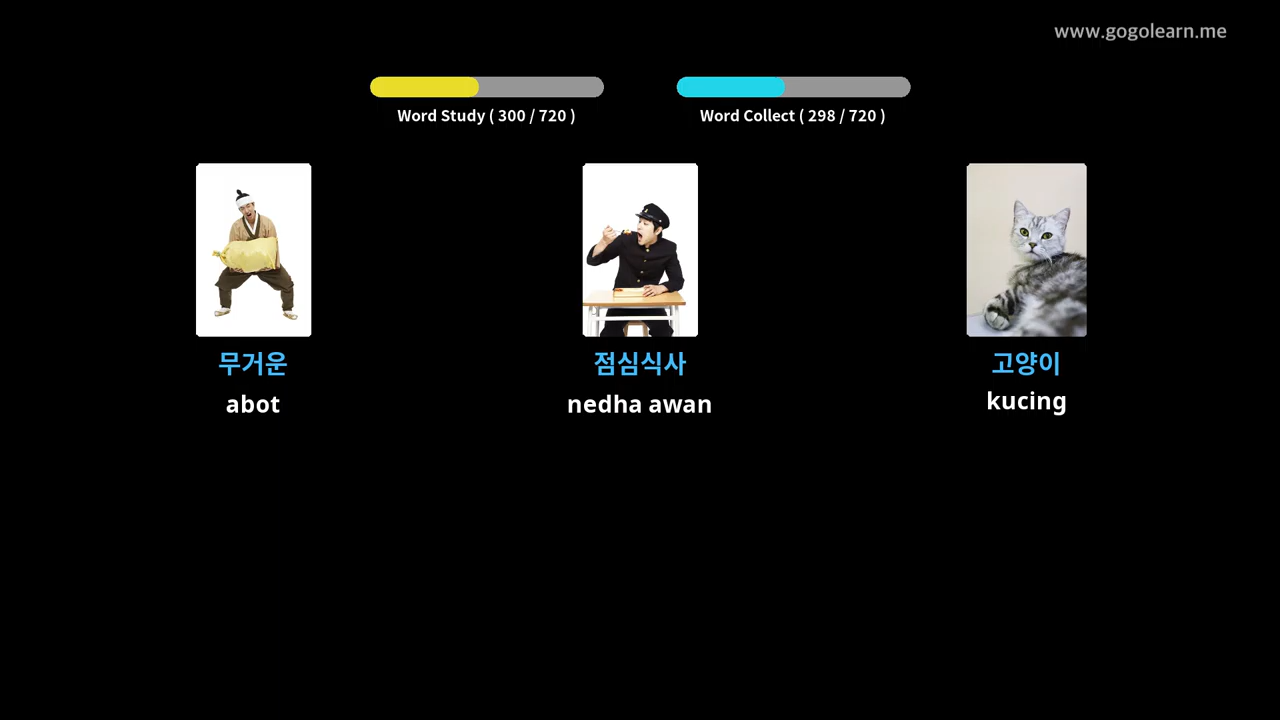 www.gogolearn.me
Word Study ( 300 / 720 )
Word Collect ( 298 / 720 )
무거운
점심식사
고양이
abot
nedha awan
kucing